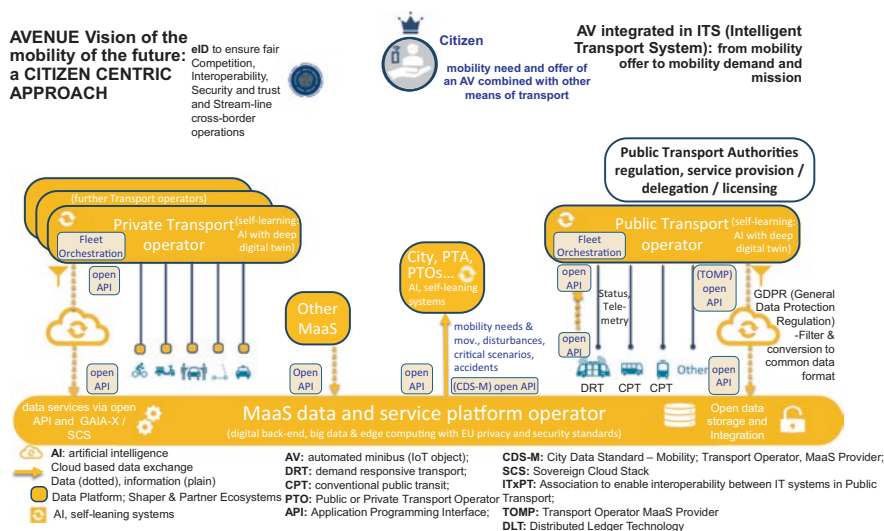 AVENUE Vision of the
mobility of the future:
a CITIZEN CENTRIC
APPROACH
eID to ensure fair
Competition,
Interoperability,
Security and trust
and Stream-line
cross-border
operations
Citizen
mobility need and offer of
an AV combined with other
means of transport
AV integrated in ITS (Intelligent
Transport System): from mobility
offer to mobility demand and
mission
Public Transport Authorities
regulation, service provision /
delegation / licensing
(further Transport operators)
Private Transport
operator
(self-learning:
AI with deep
digital twin)
Fleet
Orchestration
open
API
open
API
Other
MaaS
Open
API
City, PTA,
PTOs...
AI, self-leaning
systems
mobility needs &
mov., disturbances,
critical scenarios,
accidents
open
API
(CDS-M) open API
Public Transport
operator
(self-learning:
AI with deep
digital twin)
Fleet
Orchestration
open
API
Status,
Tele-
metry
(TOMP)
open
API
GDPR (General
Data Protection
Regulation)
-Filter &
conversion to
common data
format
open
API
DRT
CPT
CPT
Other
open
API
data services via open
API and GAIA-X /
SCS
MaaS data and service platform operator
(digital back-end, big data & edge computing with EU privacy and security standards)
Open data
storage and
Integration
AI: artificial intelligence
Cloud based data exchange
Data (dotted), information (plain)
Data Platform; Shaper & Partner Ecosystems
AI, self-leaning systems
AV: automated minibus (IoT object);
DRT: demand responsive transport;
CPT: conventional public transit;
PTO: Public or Private Transport Operator
API: Application Programming Interface;
CDS-M: City Data Standard – Mobility; Transport Operator, MaaS Provider;
SCS: Sovereign Cloud Stack
ITxPT: Association to enable interoperability between IT systems in Public
Transport;
TOMP: Transport Operator MaaS Provider
DLT: Distributed Ledger Technology